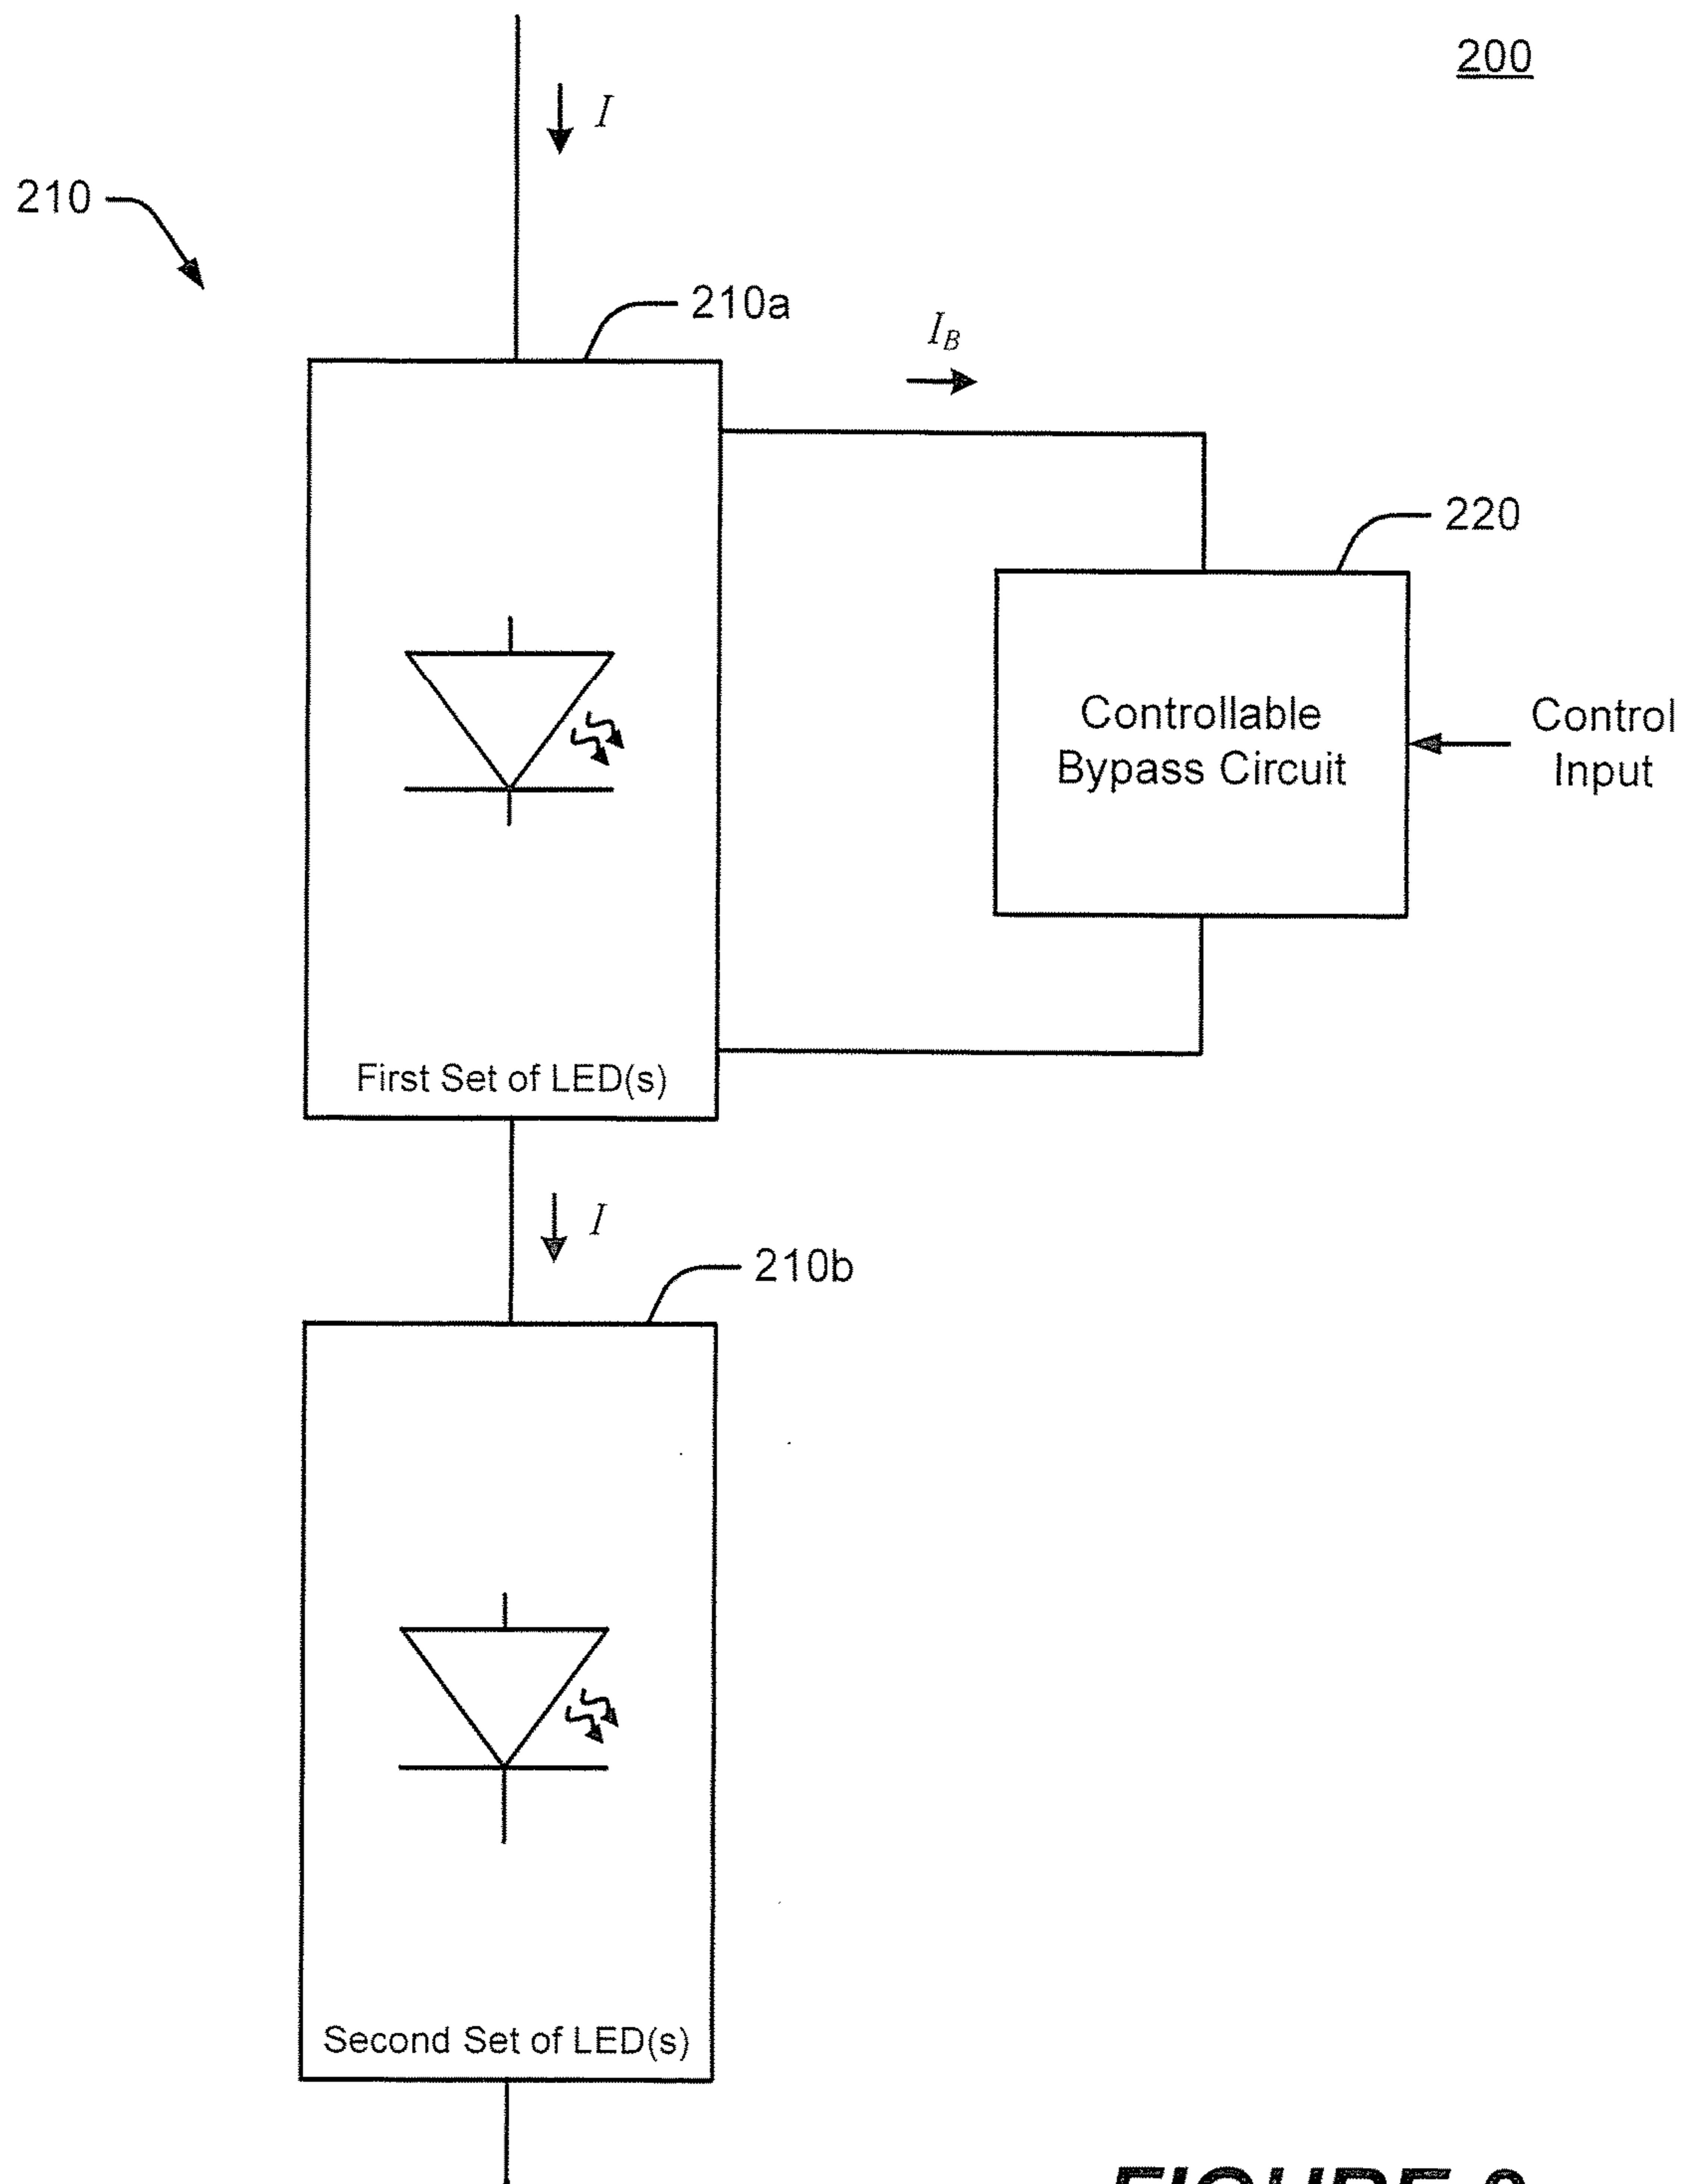 200
I
210
210a
I_B
220
Controllable
Bypass Circuit
Control
Input
First Set of LED(s)
I
210b
Second Set of LED(s)
FIGURE